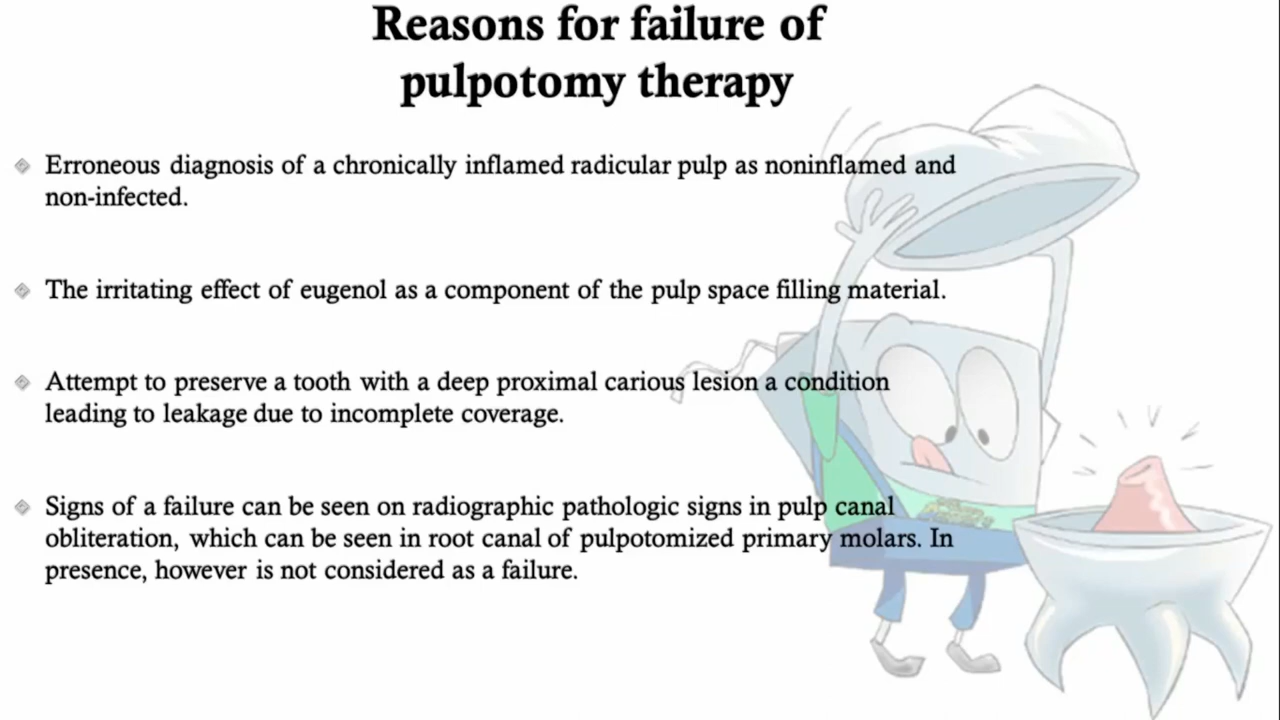 Reasons for failure of
pulpotomy therapy
Erroneous diagnosis of a chronically inflamed radicular pulp as noninflamed and
non-infected.
The irritating effect of eugenol as a component of the pulp space filling material.
Attempt to preserve a tooth with a deep proximal carious lesion a condition
leading to leakage due to incomplete coverage.
Signs of a failure can be seen on radiographic pathologic signs in pulp canal
obliteration, which can be seen in root canal of pulpotomized primary molars. In
presence, however is not considered as a failure.